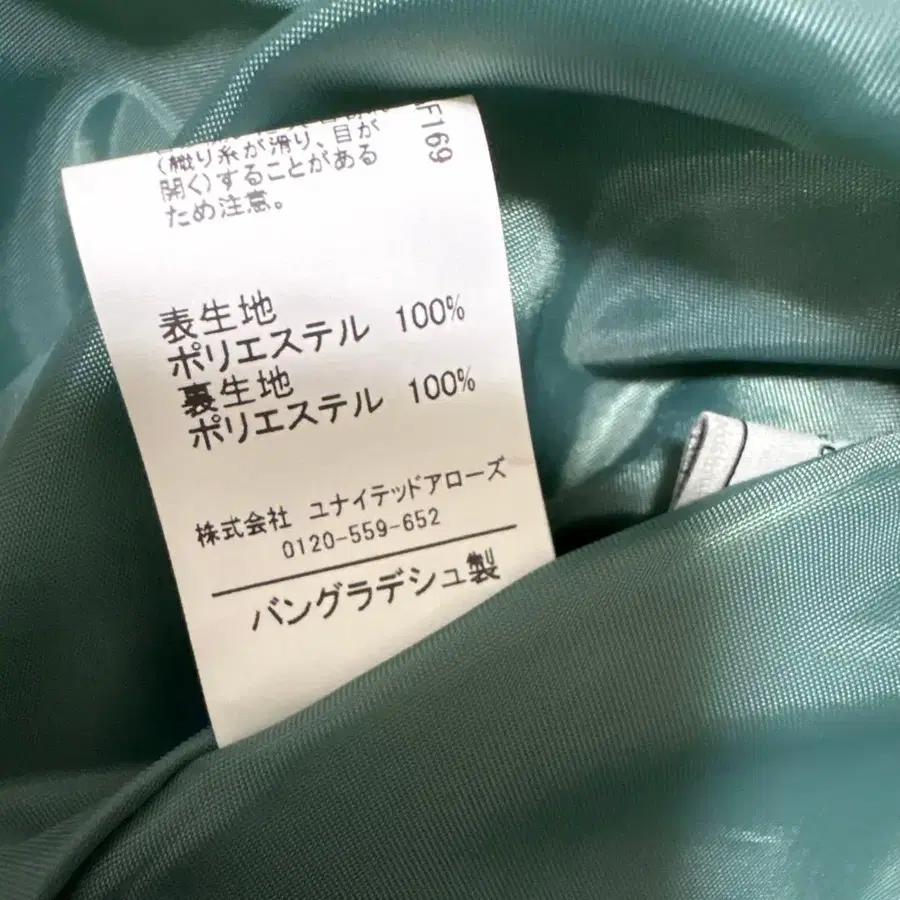 (織り糸が滑り、目が
開く)することがある
ため注意。
F169
表生地
ポリエステル 100%
裏生地
ポリエステル 100%
株式会社 ユナイテッドアローズ
0120-559-652
バングラデシュ製